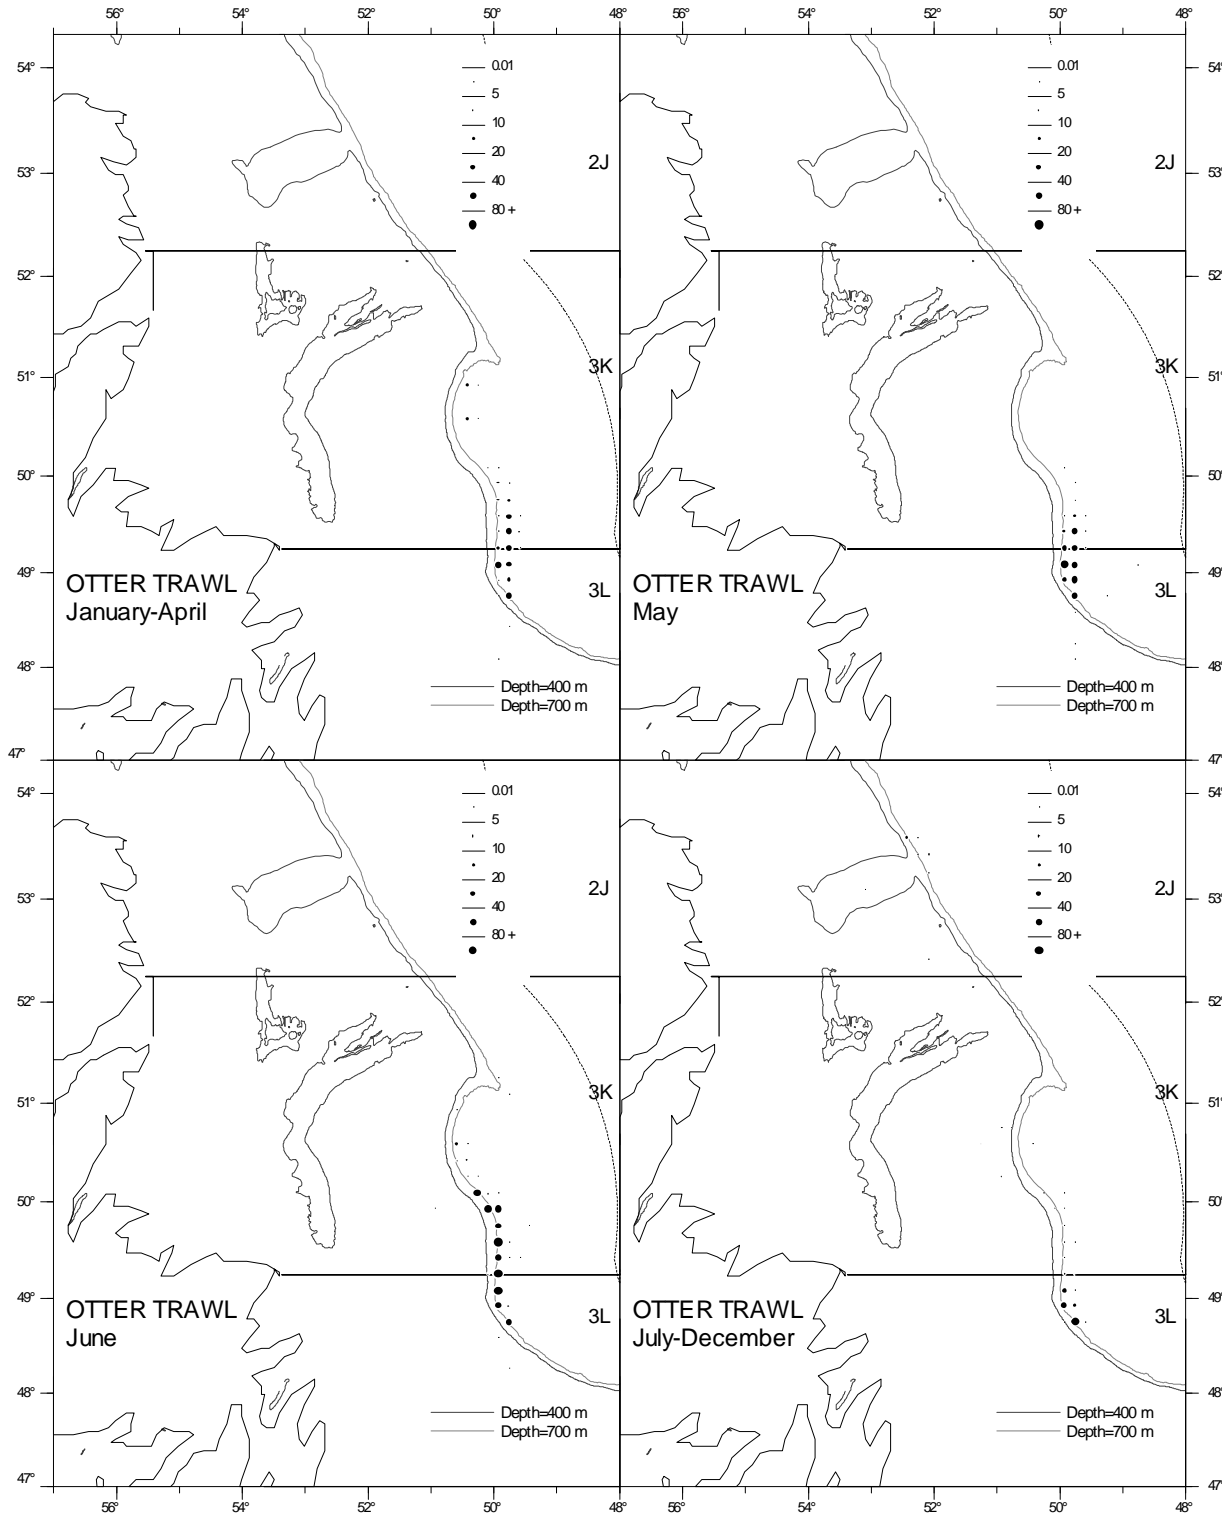 56° 54° 52° 50° 48° 56° 54° 52° 50° 48°
54° 0.01 0.01 54°
5 5
10 10
20 20
53° 2J 2J 53°
40 40
80 + 80 +
52° 52°
51° 3K 3K 51°
50° 50°
49° 49°
OTTER TRAWL 3L OTTER TRAWL 3L
January-April May
48° 48°
Depth=400 m Depth=400 m
Depth=700 m Depth=700 m
47° 47°
54° 0.01 0.01 54°
5 5
10 10
20 20
53° 2J 2J 53°
40 40
80 + 80 +
52° 52°
51° 3K 3K 51°
50° 50°
49° 49°
OTTER TRAWL 3L OTTER TRAWL 3L
June July-December
48° 48°
Depth=400 m Depth=400 m
Depth=700 m Depth=700 m
47° 47°
56° 54° 52° 50° 48° 56° 54° 52° 50° 48°